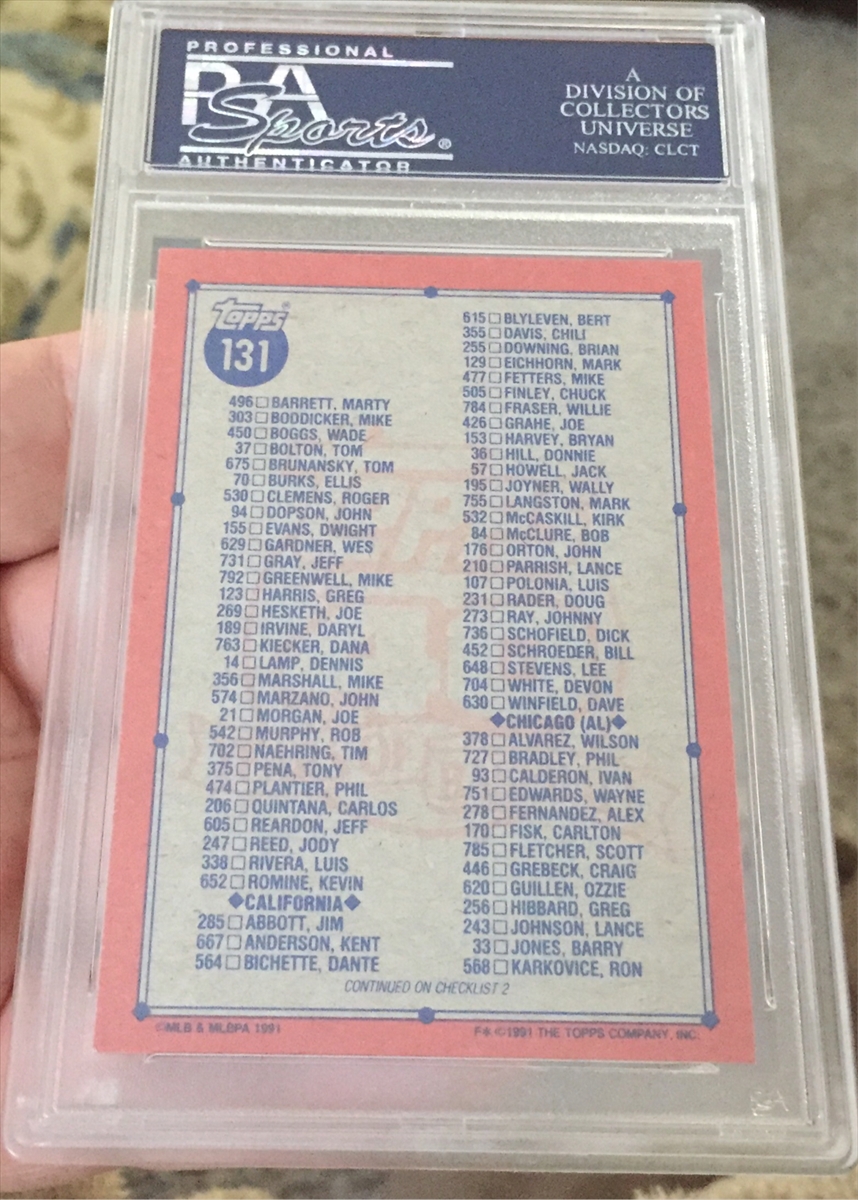 PROFESSIONAL
PSA
Sports®
AUTHENTICATOR
A
DIVISION OF
COLLECTORS
UNIVERSE
NASDAQ: CLCT
Topps®
131
496 BARRETT, MARTY
303 BODDICKER, MIKE
450 BOGGS, WADE
37 BOLTON, TOM
675 BRUNANSKY, TOM
70 BURKS, ELLIS
530 CLEMENS, ROGER
94 DOPSON, JOHN
155 EVANS, DWIGHT
629 GARDNER, WES
731 GRAY, JEFF
792 GREENWELL, MIKE
123 HARRIS, GREG
269 HESKETH, JOE
189 IRVINE, DARYL
763 KIECKER, DANA
14 LAMP, DENNIS
356 MARSHALL, MIKE
574 MARZANO, JOHN
21 MORGAN, JOE
542 MURPHY, ROB
702 NAEHRING, TIM
375 PENA, TONY
474 PLANTIER, PHIL
206 QUINTANA, CARLOS
605 REARDON, JEFF
247 REED, JODY
338 RIVERA, LUIS
652 ROMINE, KEVIN
◆CALIFORNIA◆
285 ABBOTT, JIM
667 ANDERSON, KENT
564 BICHETTE, DANTE
615 BLYLEVEN, BERT
355 DAVIS, CHILI
255 DOWNING, BRIAN
129 EICHHORN, MARK
477 FETTERS, MIKE
505 FINLEY, CHUCK
784 FRASER, WILLIE
426 GRAHE, JOE
153 HARVEY, BRYAN
36 HILL, DONNIE
57 HOWELL, JACK
195 JOYNER, WALLY
755 LANGSTON, MARK
532 McCASKILL, KIRK
84 McCLURE, BOB
176 ORTON, JOHN
210 PARRISH, LANCE
107 POLONIA, LUIS
231 RADER, DOUG
273 RAY, JOHNNY
736 SCHOFIELD, DICK
452 SCHROEDER, BILL
648 STEVENS, LEE
704 WHITE, DEVON
630 WINFIELD, DAVE
◆CHICAGO (AL)◆
378 ALVAREZ, WILSON
727 BRADLEY, PHIL
93 CALDERON, IVAN
751 EDWARDS, WAYNE
278 FERNANDEZ, ALEX
170 FISK, CARLTON
785 FLETCHER, SCOTT
446 GREBECK, CRAIG
620 GUILLEN, OZZIE
256 HIBBARD, GREG
243 JOHNSON, LANCE
33 JONES, BARRY
568 KARKOVICE, RON
CONTINUED ON CHECKLIST 2
©MLB & MLBPA 1991
F* ©1991 THE TOPPS COMPANY, INC.
PSA